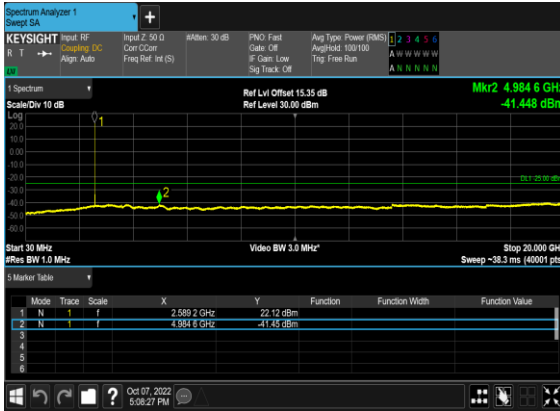 Spectrum Analyzer 1
Swept SA
+
KEYSIGHT Input: RF Input Z: 50 Ω #Atten: 30 dB PNO: Fast Avg Type: Power (RMS) 1 2 3 4 5 6
R T Coupling: DC Corr CCorr Gate: Off Avg|Hold: 100/100 A W W W W W
Align: Auto Freq Ref: Int (S) IF Gain: Low Trig: Free Run
Sig Track: Off A N N N N N
1 Spectrum Ref Lvl Offset 15.35 dB Mkr2 4.984 6 GHz
Scale/Div 10 dB Ref Level 30.00 dBm -41.448 dBm
Log
20.0
10.0
0.00
-10.0
-20.0
-30.0
-40.0
-50.0
-60.0
1
2
DL1 -25.00 dBm
Start 30 MHz Video BW 3.0 MHz* Stop 20.000 GHz
#Res BW 1.0 MHz Sweep ~38.3 ms (40001 pts)
5 Marker Table
Mode Trace Scale X Y Function Function Width Function Value
1 N 1 f 2.589 2 GHz 22.12 dBm
2 N 1 f 4.984 6 GHz -41.45 dBm
3
4
5
6
? Oct 07, 2022
5:08:27 PM